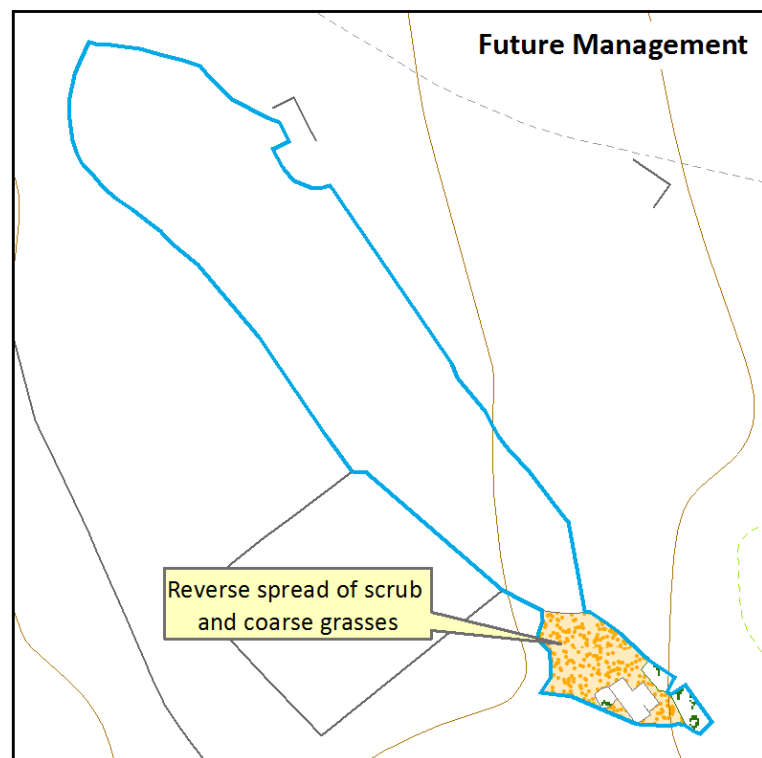 Future Management
Reverse spread of scrub
and coarse grasses